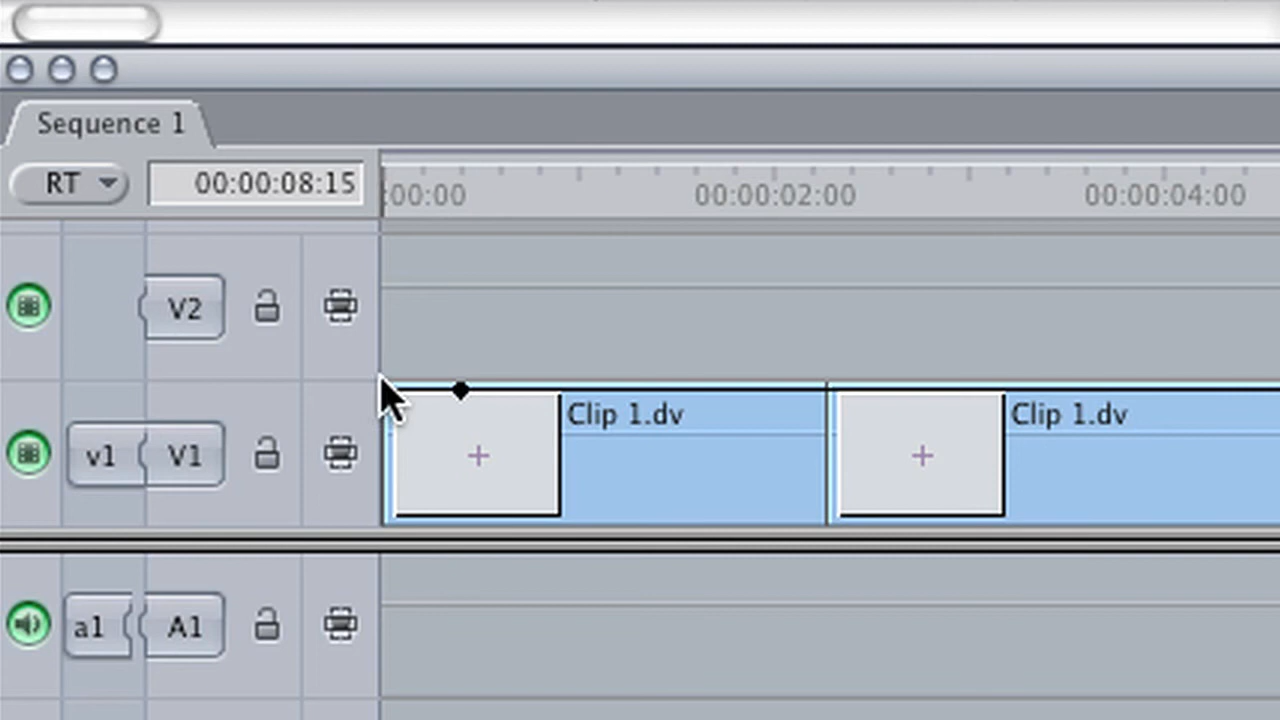 Sequence 1
RT 00:00:08:15 :00:00 00:00:02:00 00:00:04:00
V2
Clip 1.dv Clip 1.dv
v1 V1
a1 A1